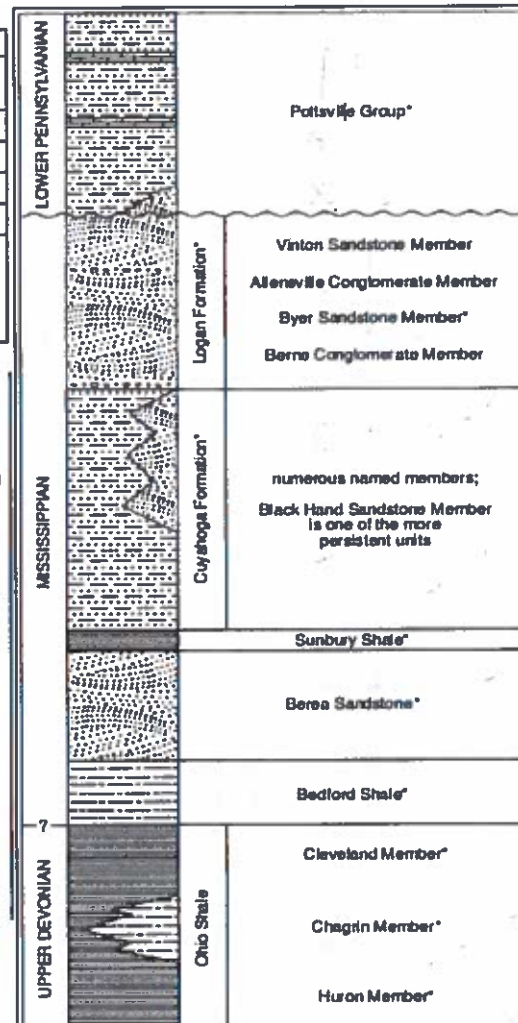 LOWER PENNSYLVANIAN
Pottsville Group*
Logan Formation*
Vinton Sandstone Member
Allensville Conglomerate Member
Byer Sandstone Member*
Berne Conglomerate Member
MISSISSIPPIAN
Cuyahoga Formation*
numerous named members;
Black Hand Sandstone Member
is one of the more
persistent units
Sunbury Shale*
Berea Sandstone*
Bedford Shale*
?
UPPER DEVONIAN
Ohio Shale
Cleveland Member*
Chagrin Member*
Huron Member*